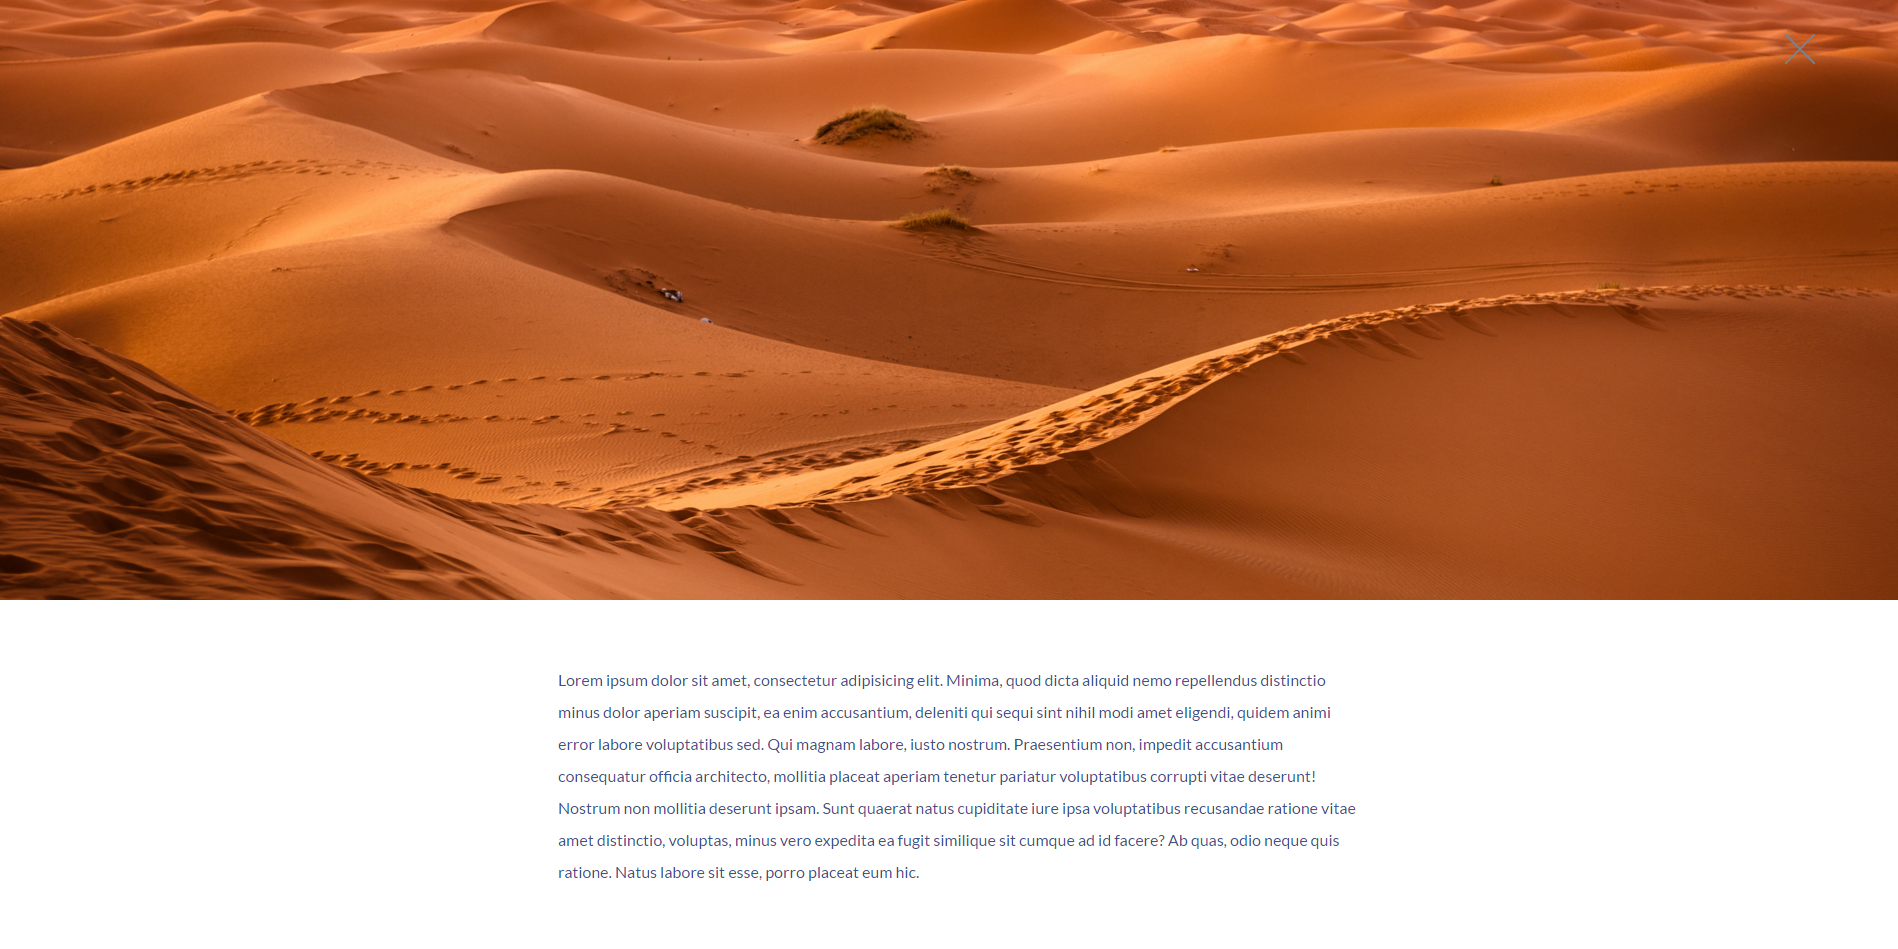 Lorem ipsum dolor sit amet, consectetur adipisicing elit. Minima, quod dicta aliquid nemo repellendus distinctio
minus dolor aperiam suscipit, ea enim accusantium, deleniti qui sequi sint nihil modi amet eligendi, quidem animi
error labore voluptatibus sed. Qui magnam labore, iusto nostrum. Praesentium non, impedit accusantium
consequatur officia architecto, mollitia placeat aperiam tenetur pariatur voluptatibus corrupti vitae deserunt!
Nostrum non mollitia deserunt ipsam. Sunt quaerat natus cupiditate iure ipsa voluptatibus recusandae ratione vitae
amet distinctio, voluptas, minus vero expedita ea fugit similique sit cumque ad id facere? Ab quas, odio neque quis
ratione. Natus labore sit esse, porro placeat eum hic.